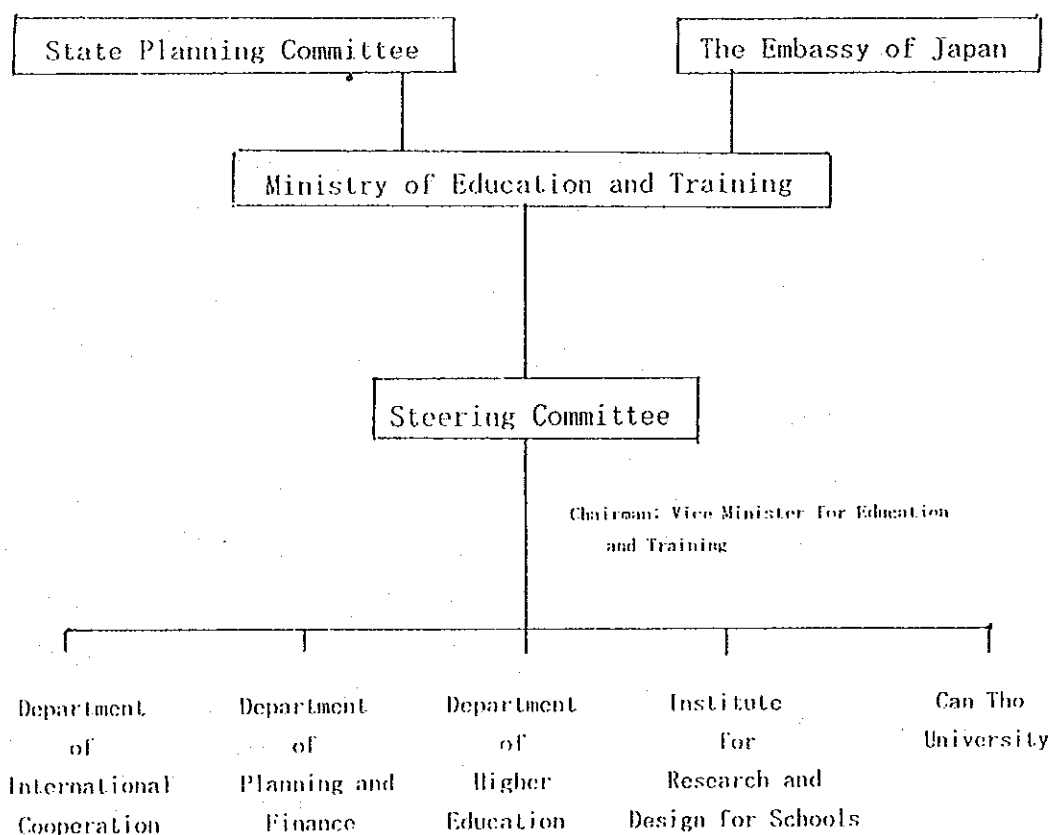 State Planning Committee
The Embassy of Japan
Ministry of Education and Training
Steering Committee
Chairman: Vice Minister for Education
and Training
Department
of
International
Cooperation
Department
of
Planning and
Finance
Department
of
Higher
Education
Institute
for
Research and
Design for Schools
Can Tho
University